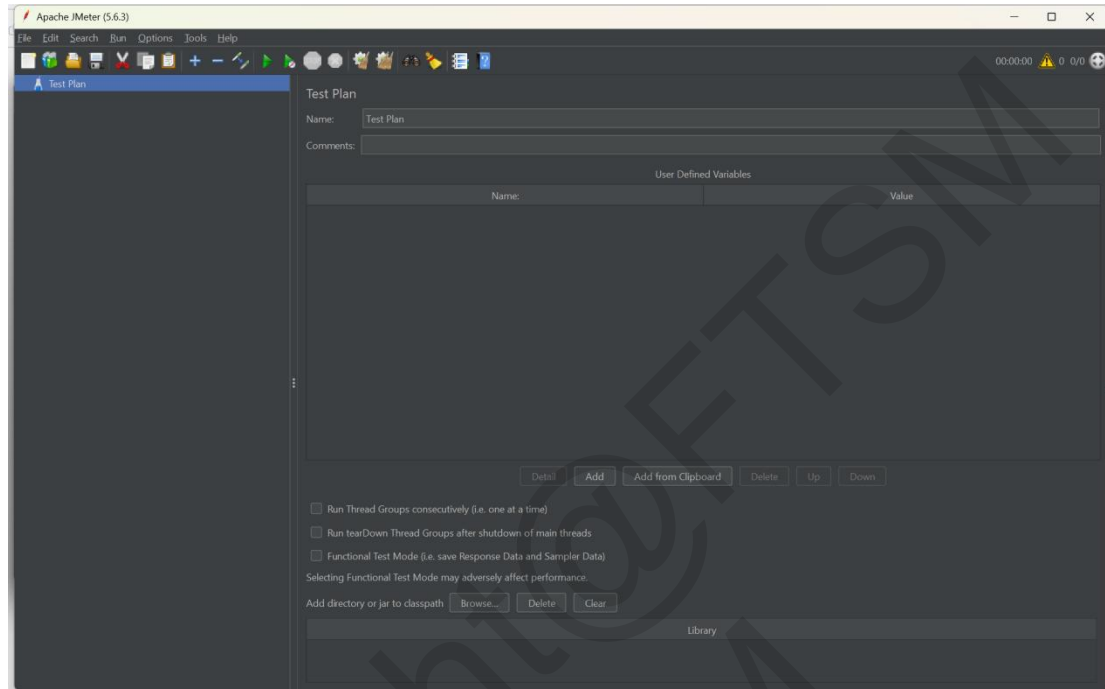 Apache JMeter (5.6.3)
File Edit Search Run Options Tools Help
00:00:00 0 0/0
Test Plan
Test Plan
Name: Test Plan
Comments:
User Defined Variables
Name: Value
Detail Add Add from Clipboard Delete Up Down
Run Thread Groups consecutively (i.e. one at a time)
Run tearDown Thread Groups after shutdown of main threads
Functional Test Mode (i.e. save Response Data and Sampler Data)
Selecting Functional Test Mode may adversely affect performance.
Add directory or jar to classpath Browse... Delete Clear
Library
ht@FTSM
M